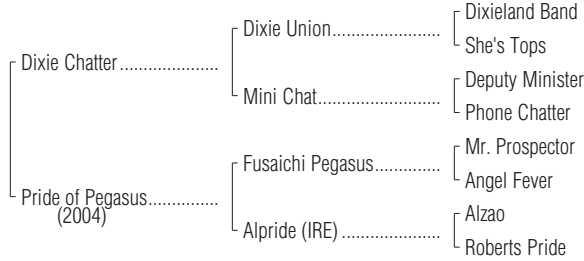 Dixieland Band
Dixie Union
She's Tops
Dixie Chatter
Deputy Minister
Mini Chat
Phone Chatter
Mr. Prospector
Fusaichi Pegasus
Angel Fever
Pride of Pegasus
(2004)
Alzao
Alpride (IRE)
Roberts Pride